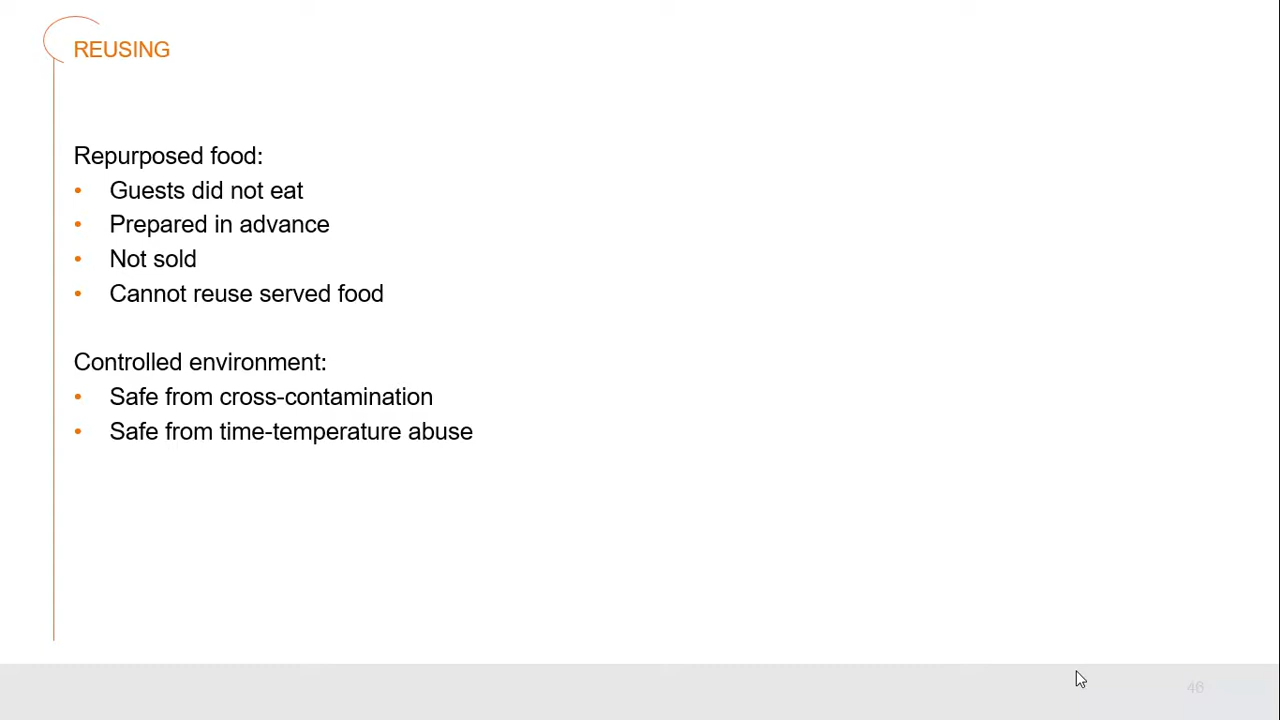 REUSING
Repurposed food:
• Guests did not eat
• Prepared in advance
• Not sold
• Cannot reuse served food
Controlled environment:
• Safe from cross-contamination
• Safe from time-temperature abuse
46